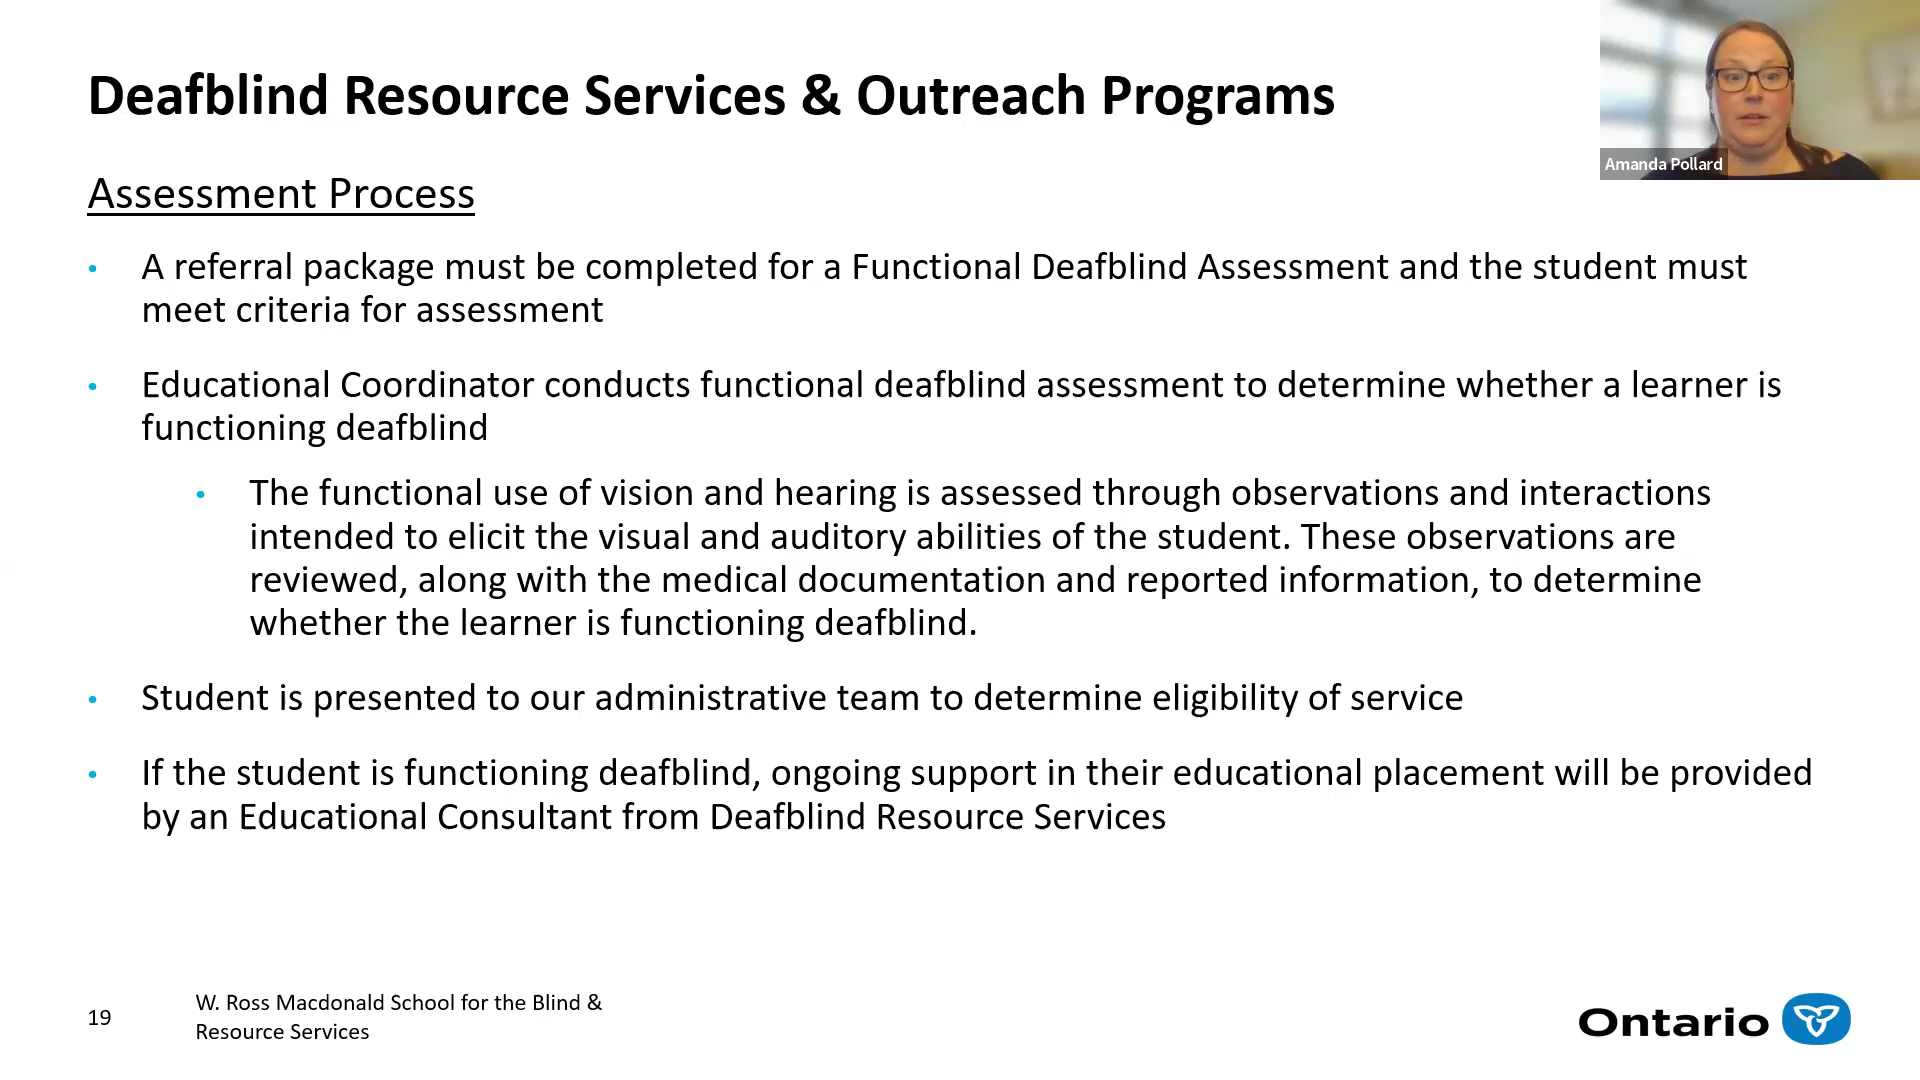 Deafblind Resource Services & Outreach Programs
Amanda Pollard
Assessment Process
• A referral package must be completed for a Functional Deafblind Assessment and the student must
meet criteria for assessment
• Educational Coordinator conducts functional deafblind assessment to determine whether a learner is
functioning deafblind
• The functional use of vision and hearing is assessed through observations and interactions
intended to elicit the visual and auditory abilities of the student. These observations are
reviewed, along with the medical documentation and reported information, to determine
whether the learner is functioning deafblind.
• Student is presented to our administrative team to determine eligibility of service
• If the student is functioning deafblind, ongoing support in their educational placement will be provided
by an Educational Consultant from Deafblind Resource Services
19
W. Ross Macdonald School for the Blind &
Resource Services
Ontario